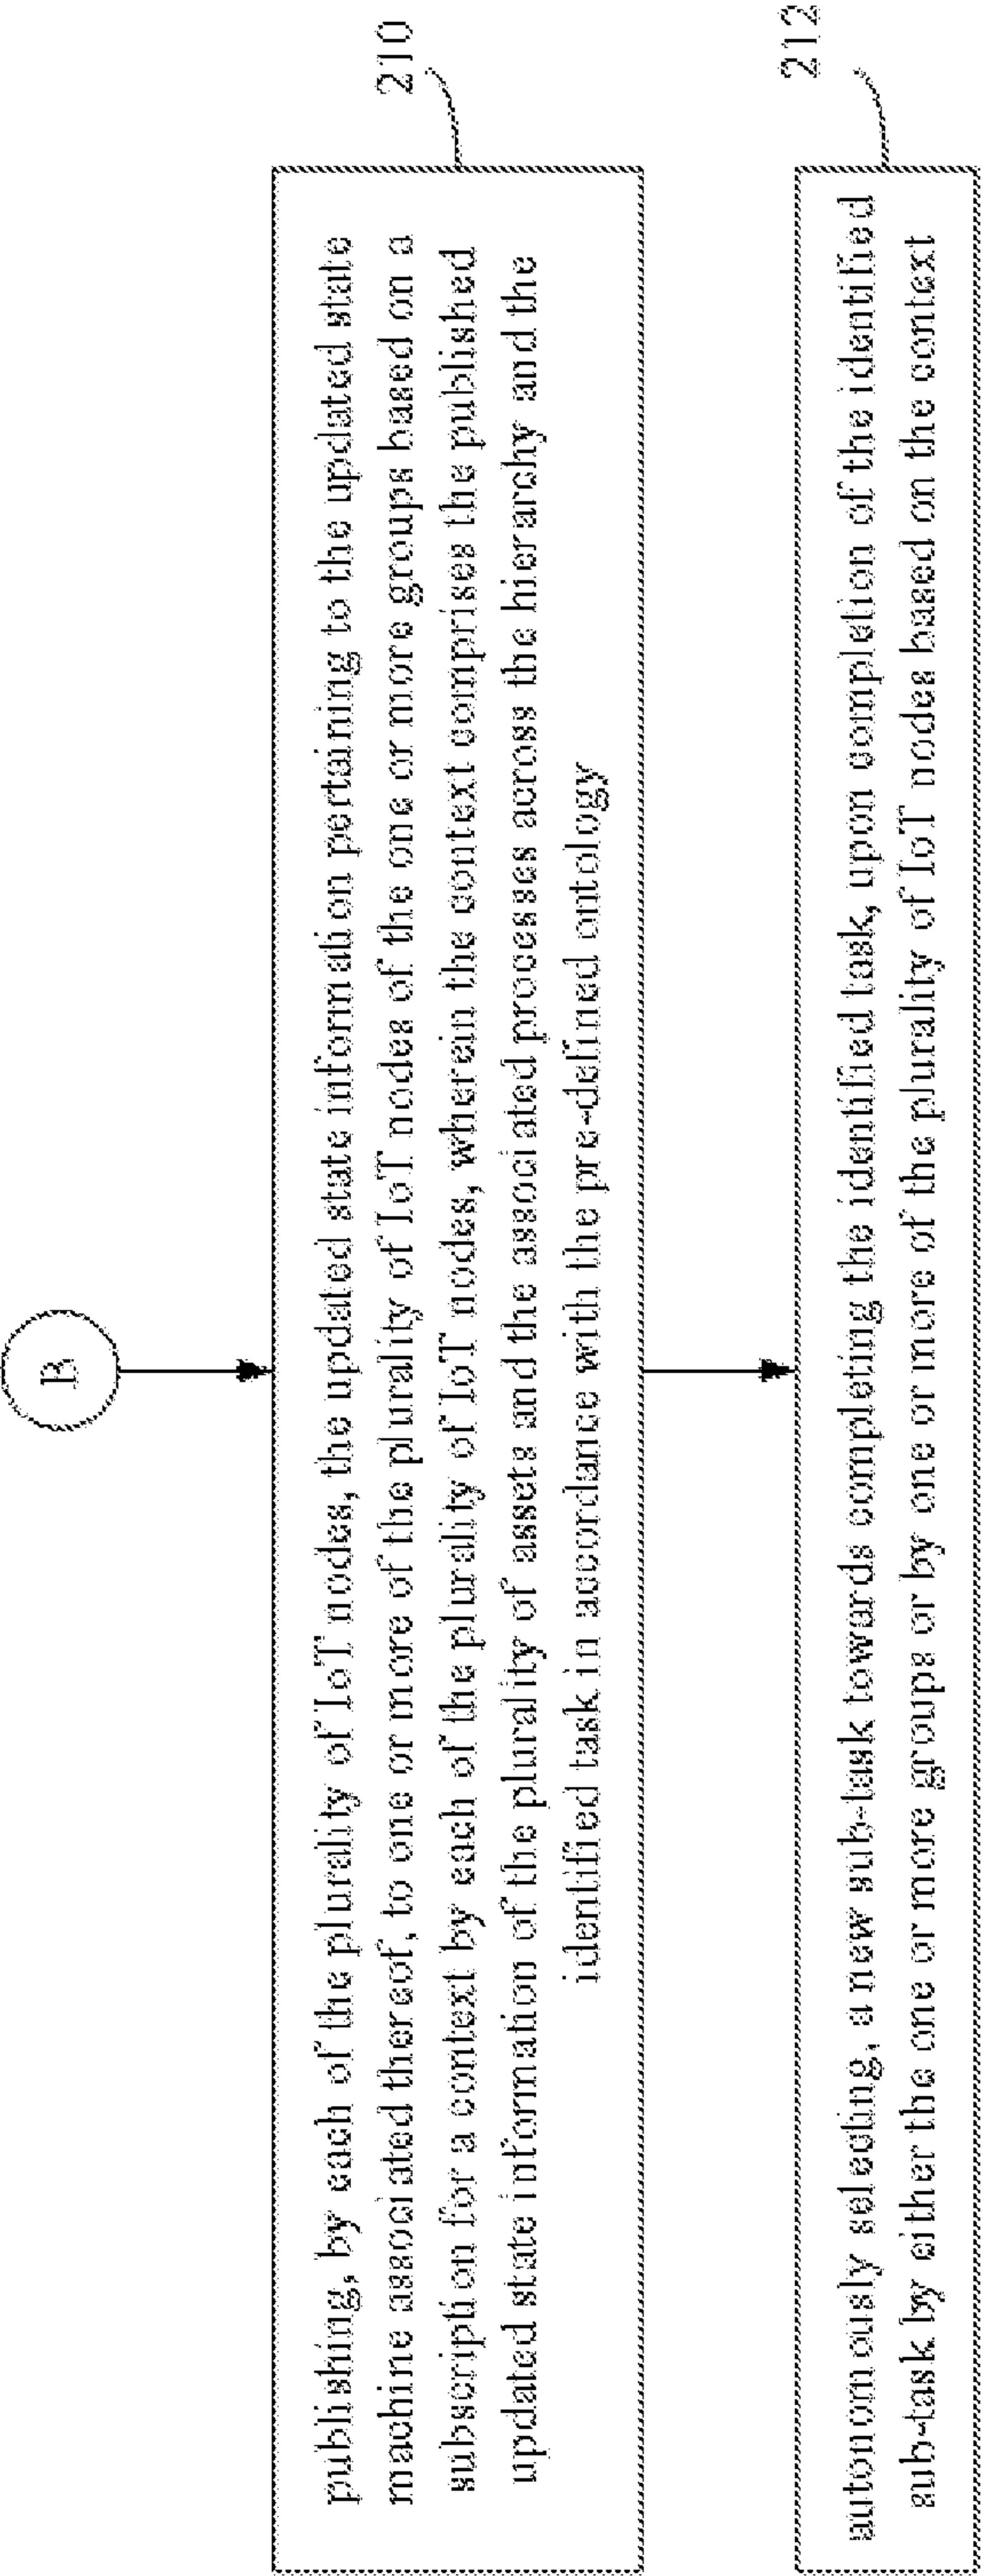 B
210
publishing, by each of the plurality of IoT nodes, the updated state information pertaining to the updated state
machine associated thereof, to one or more of the plurality of IoT nodes of the one or more groups based on a
subscription for a context by each of the plurality of IoT nodes, wherein the context comprises the published
updated state information of the plurality of assets and the associated processes across the hierarchy and the
identified task in accordance with the pre-defined ontology
212
autonomously selecting, a new sub-task towards completing the identified task, upon completion of the identified
sub-task by either the one or more groups or by one or more of the plurality of IoT nodes based on the context